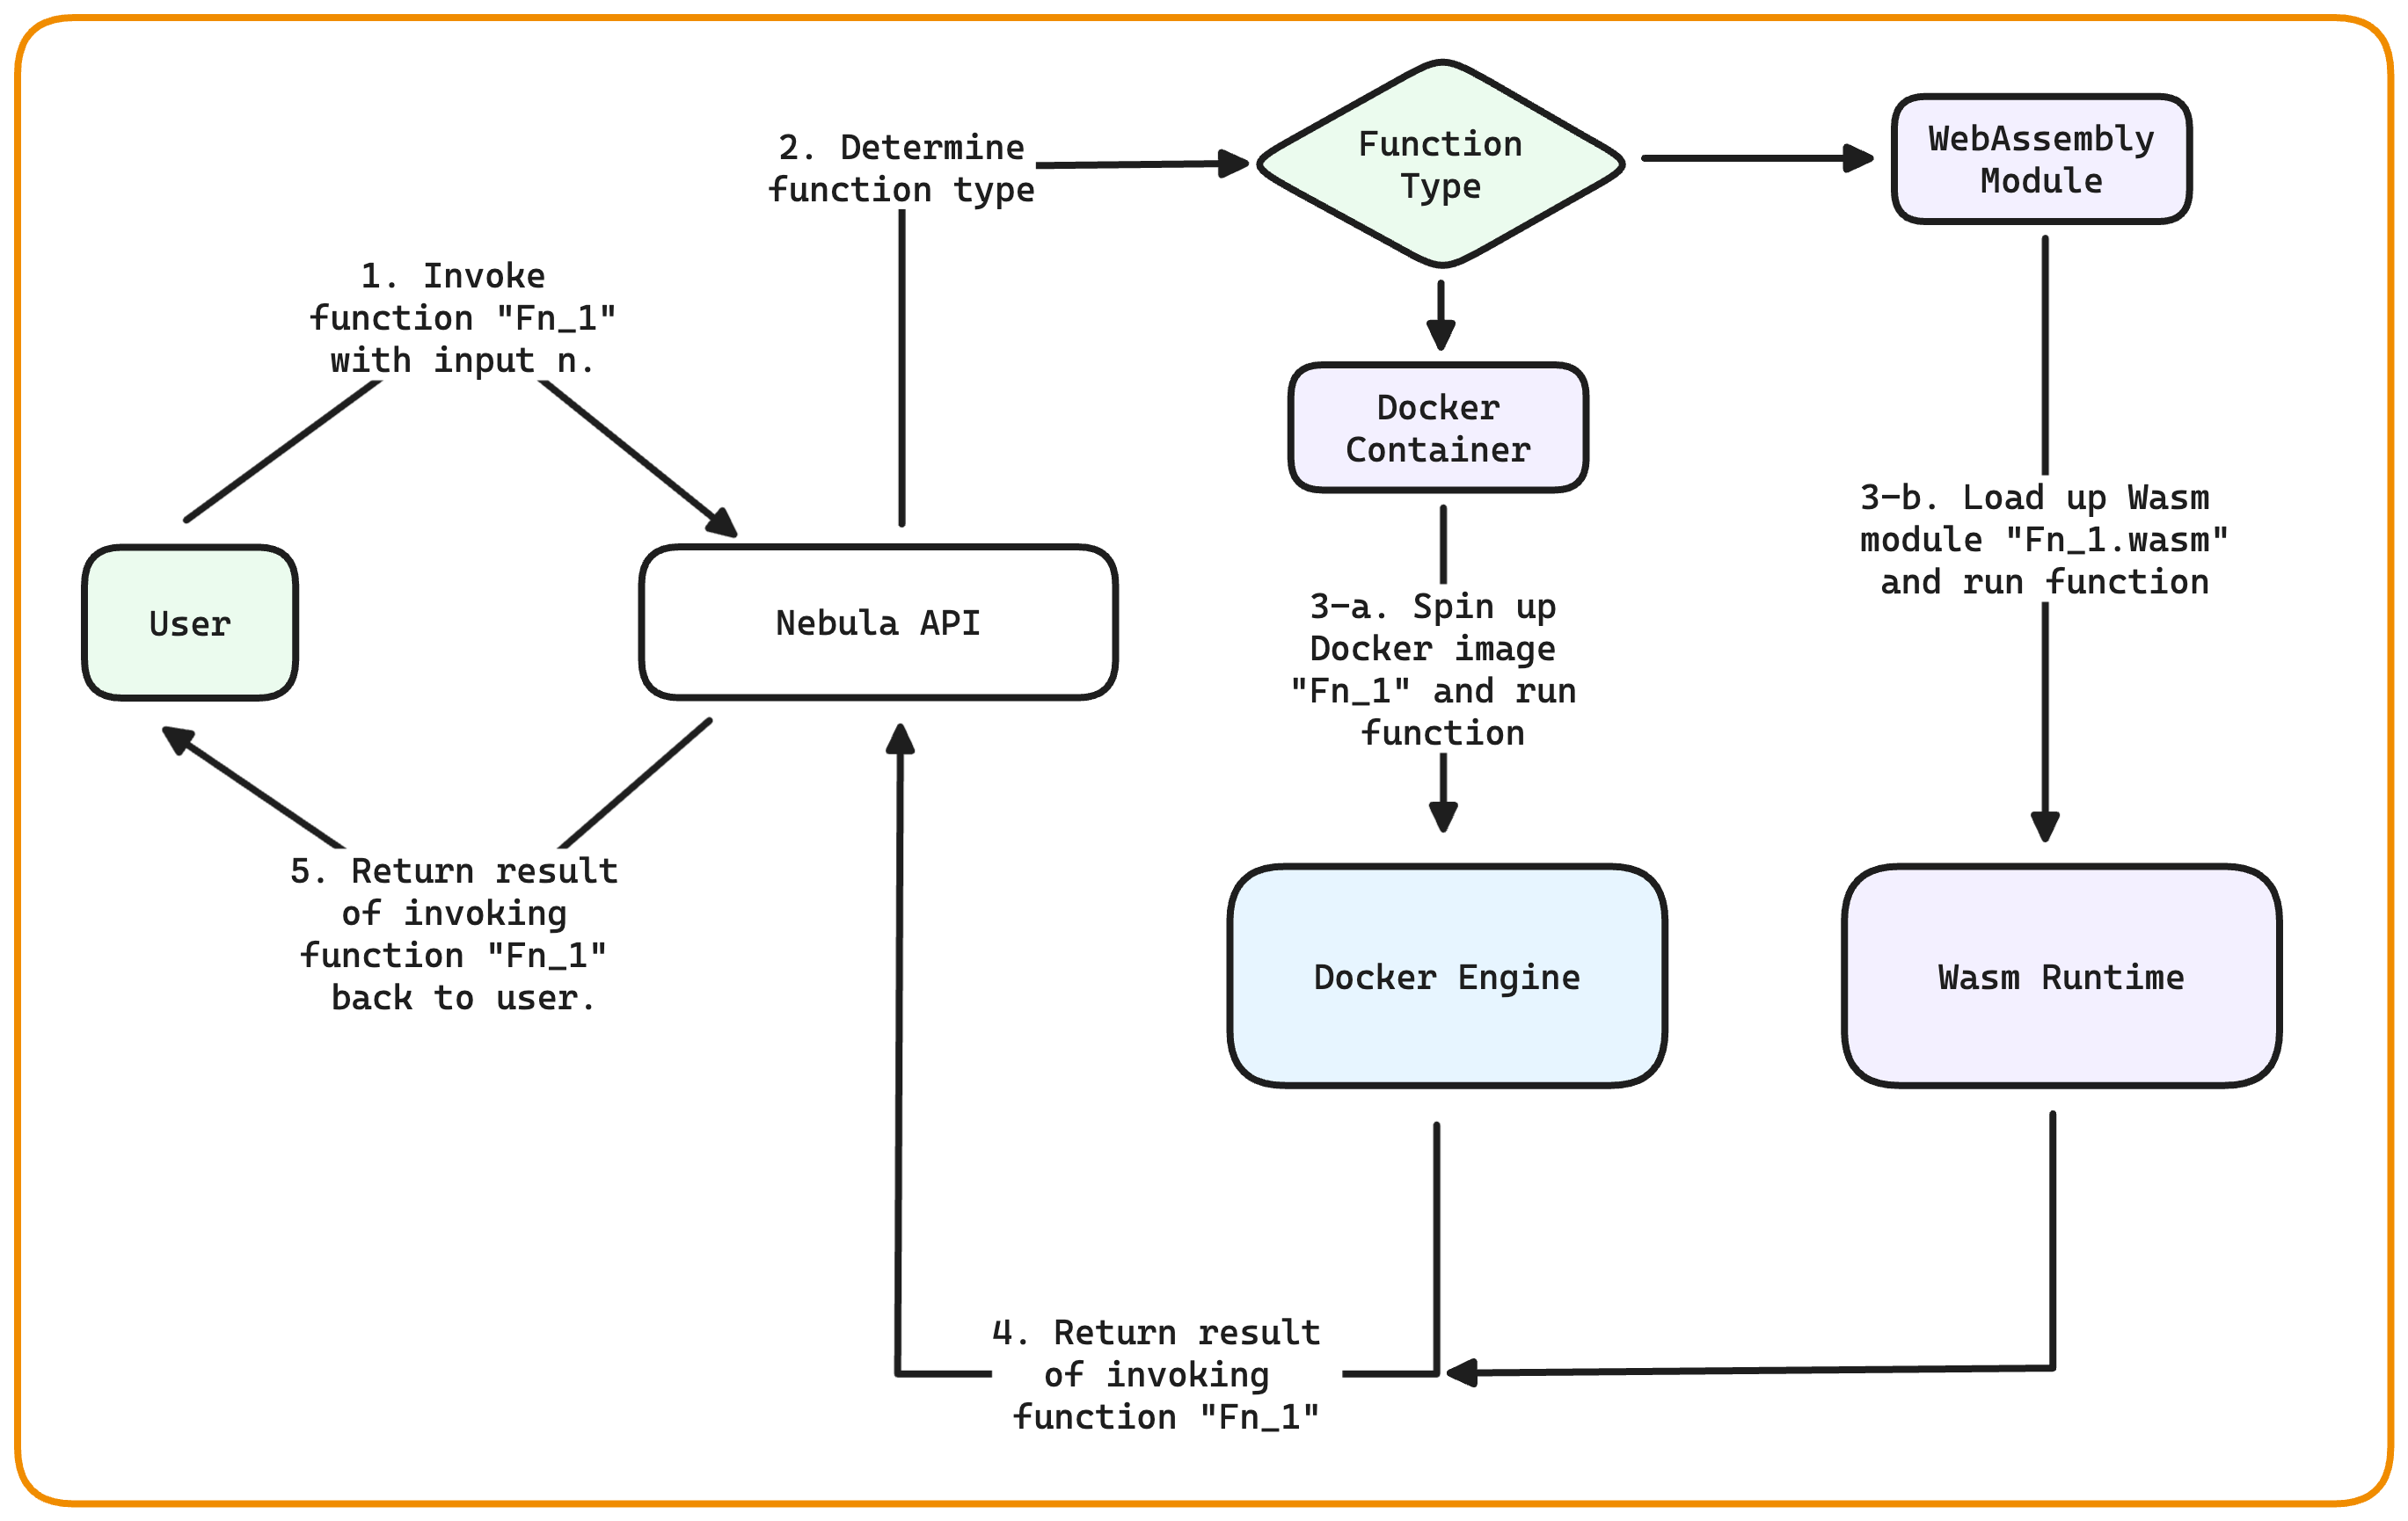 2. Determine
function type
Function
Type
WebAssembly
Module
1. Invoke
function "Fn_1"
with input n.
Docker
Container
User
Nebula API
3-a. Spin up
Docker image
"Fn_1" and run
function
3-b. Load up Wasm
module "Fn_1.wasm"
and run function
5. Return result
of invoking
function "Fn_1"
back to user.
Docker Engine
Wasm Runtime
4. Return result
of invoking
function "Fn_1"